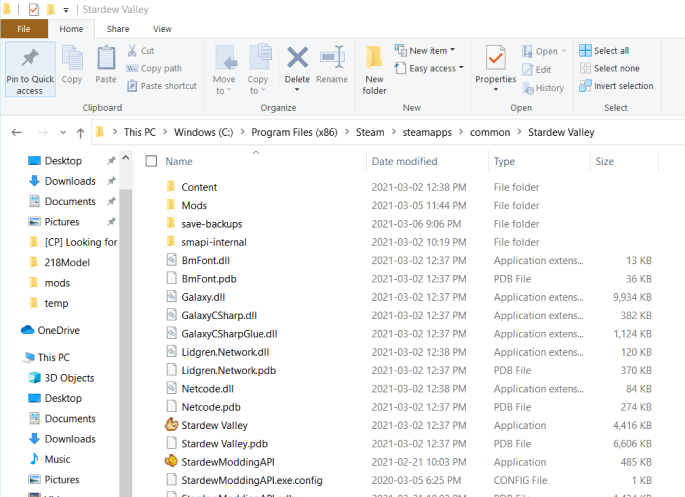 Stardew Valley
File Home Share View
Pin to Quick access
Copy
Paste
Cut
Copy path
Paste shortcut
Clipboard
Move to
Copy to
Delete
Rename
Organize
New folder
New item
Easy access
New
Properties
Open
Edit
History
Open
Select all
Select none
Invert selection
Select
This PC > Windows (C:) > Program Files (x86) > Steam > steamapps > common > Stardew Valley
Desktop
Downloads
Documents
Pictures
[CP] Looking for
218Model
mods
temp
OneDrive
This PC
3D Objects
Desktop
Documents
Downloads
Music
Pictures
Name Date modified Type Size
Content 2021-03-02 12:38 PM File folder
Mods 2021-03-05 11:44 PM File folder
save-backups 2021-03-06 9:06 PM File folder
smapi-internal 2021-03-02 10:19 PM File folder
BmFont.dll 2021-03-02 12:37 PM Application extens... 13 KB
BmFont.pdb 2021-03-02 12:37 PM PDB File 36 KB
Galaxy.dll 2021-03-02 12:37 PM Application extens... 9,934 KB
GalaxyCSharp.dll 2021-03-02 12:37 PM Application extens... 382 KB
GalaxyCSharpGlue.dll 2021-03-02 12:37 PM Application extens... 1,124 KB
Lidgren.Network.dll 2021-03-02 12:38 PM Application extens... 120 KB
Lidgren.Network.pdb 2021-03-02 12:37 PM PDB File 370 KB
Netcode.dll 2021-03-02 12:38 PM Application extens... 84 KB
Netcode.pdb 2021-03-02 12:37 PM PDB File 274 KB
Stardew Valley 2021-03-02 12:37 PM Application 4,416 KB
Stardew Valley.pdb 2021-03-02 12:37 PM PDB File 6,606 KB
StardewModdingAPI 2021-02-21 10:03 PM Application 485 KB
StardewModdingAPI.exe.config 2020-03-05 6:25 PM CONFIG File 1 KB